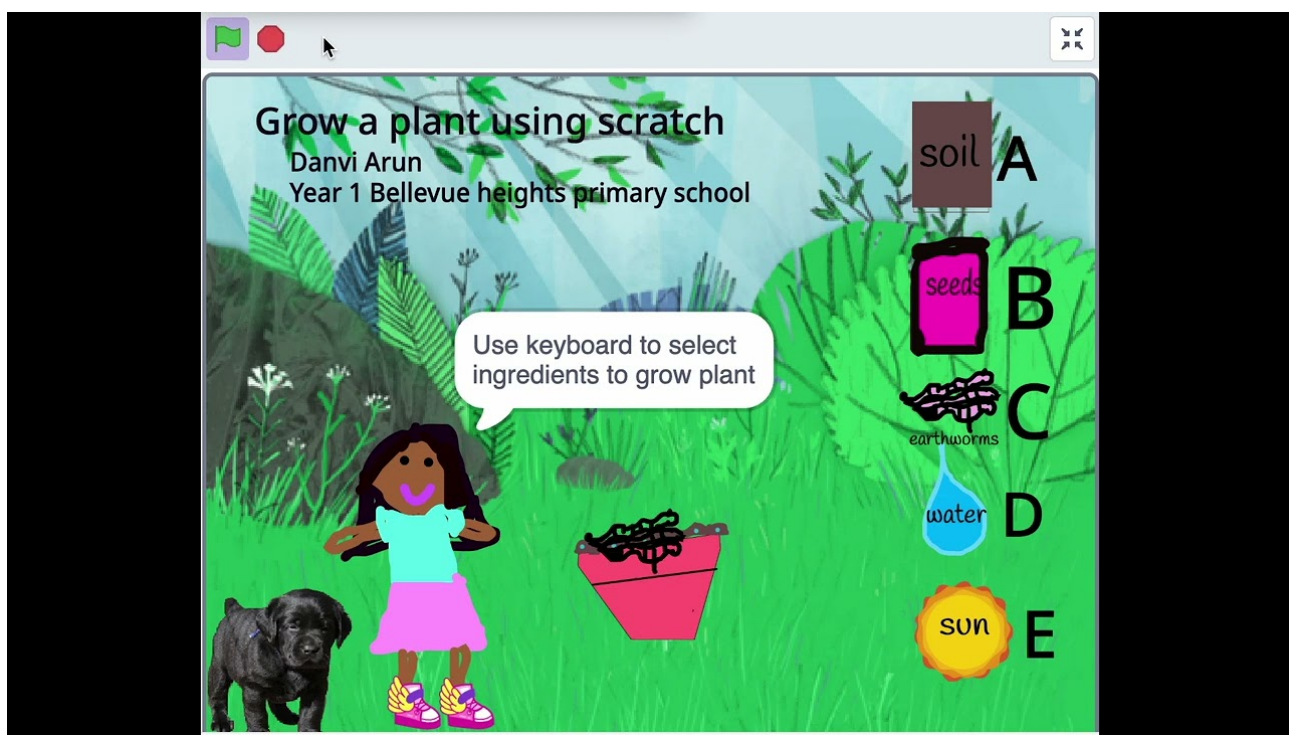 Grow a plant using scratch
Danvi Arun
Year 1 Bellevue heights primary school
soil A
seeds B
Use keyboard to select
ingredients to grow plant
C
earthworms
water D
sun E